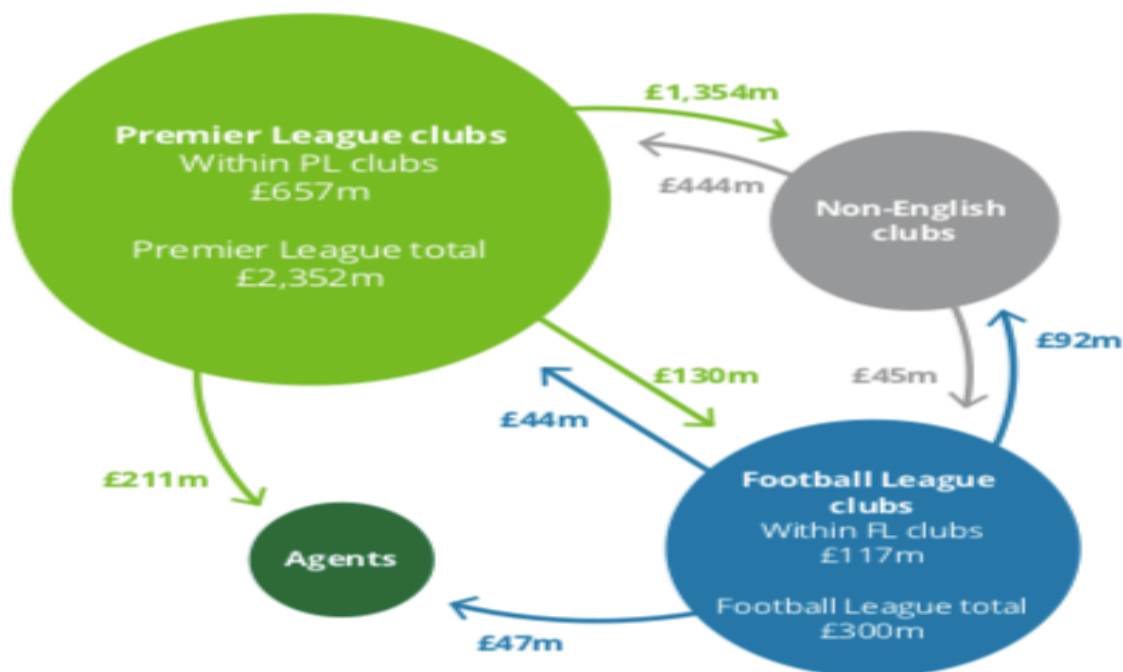 £1,354m
Premier League clubs
Within PL clubs
£657m
Premier League total
£2,352m
£444m
Non-English
clubs
£92m
£130m
£45m
£44m
£211m
Football League
clubs
Within FL clubs
£117m
Football League total
£300m
Agents
£47m